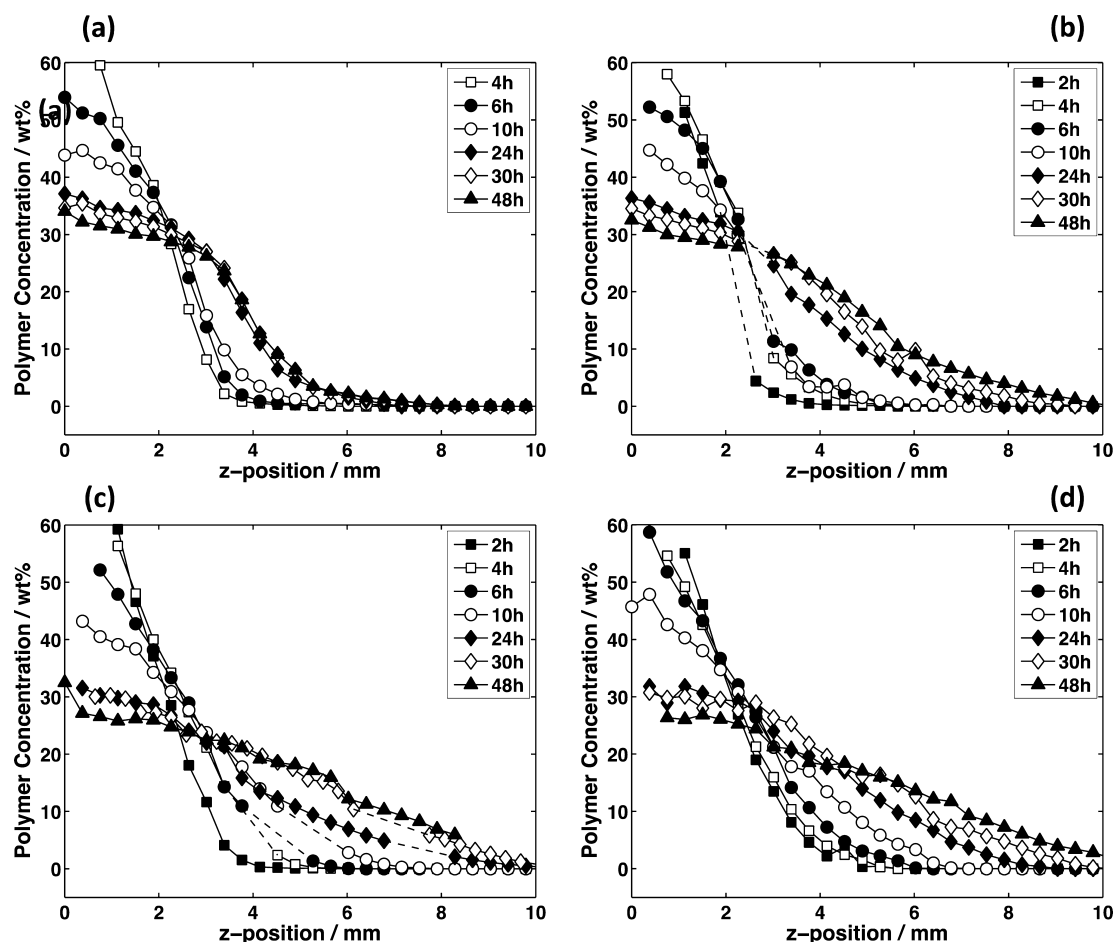 (a)
60
50
40
30
20
10
0
Polymer Concentration / wt%
(a)
4h
6h
10h
24h
30h
48h
0 2 4 6 8 10
z-position / mm
(b)
60
50
40
30
20
10
0
Polymer Concentration / wt%
2h
4h
6h
10h
24h
30h
48h
0 2 4 6 8 10
z-position / mm
(c)
60
50
40
30
20
10
0
Polymer Concentration / wt%
2h
4h
6h
10h
24h
30h
48h
0 2 4 6 8 10
z-position / mm
(d)
60
50
40
30
20
10
0
Polymer Concentration / wt%
2h
4h
6h
10h
24h
30h
48h
0 2 4 6 8 10
z-position / mm